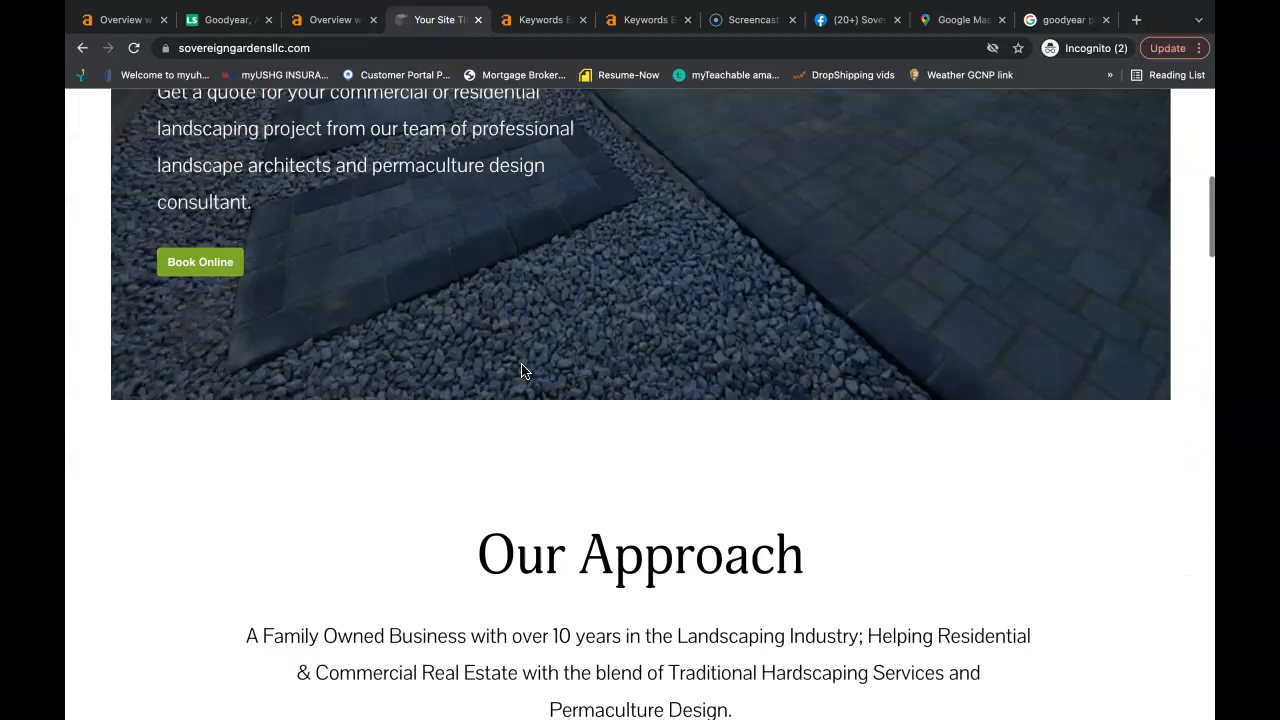 Overview w
Goodyear, A
Overview w
Your Site Ti
Keywords E
Keywords E
Screencast
(20+) Sove
Google Ma
goodyear p
sovereigngardensllc.com
Incognito (2)
Update
Welcome to myuh...
myUSHG INSURA...
Customer Portal P...
Mortgage Broker...
Resume-Now
myTeachable ama...
DropShipping vids
Weather GCNP link
»
Reading List
Get a quote for your commercial or residential
landscaping project from our team of professional
landscape architects and permaculture design
consultant.
Book Online
Our Approach
A Family Owned Business with over 10 years in the Landscaping Industry; Helping Residential
& Commercial Real Estate with the blend of Traditional Hardscaping Services and
Permaculture Design.